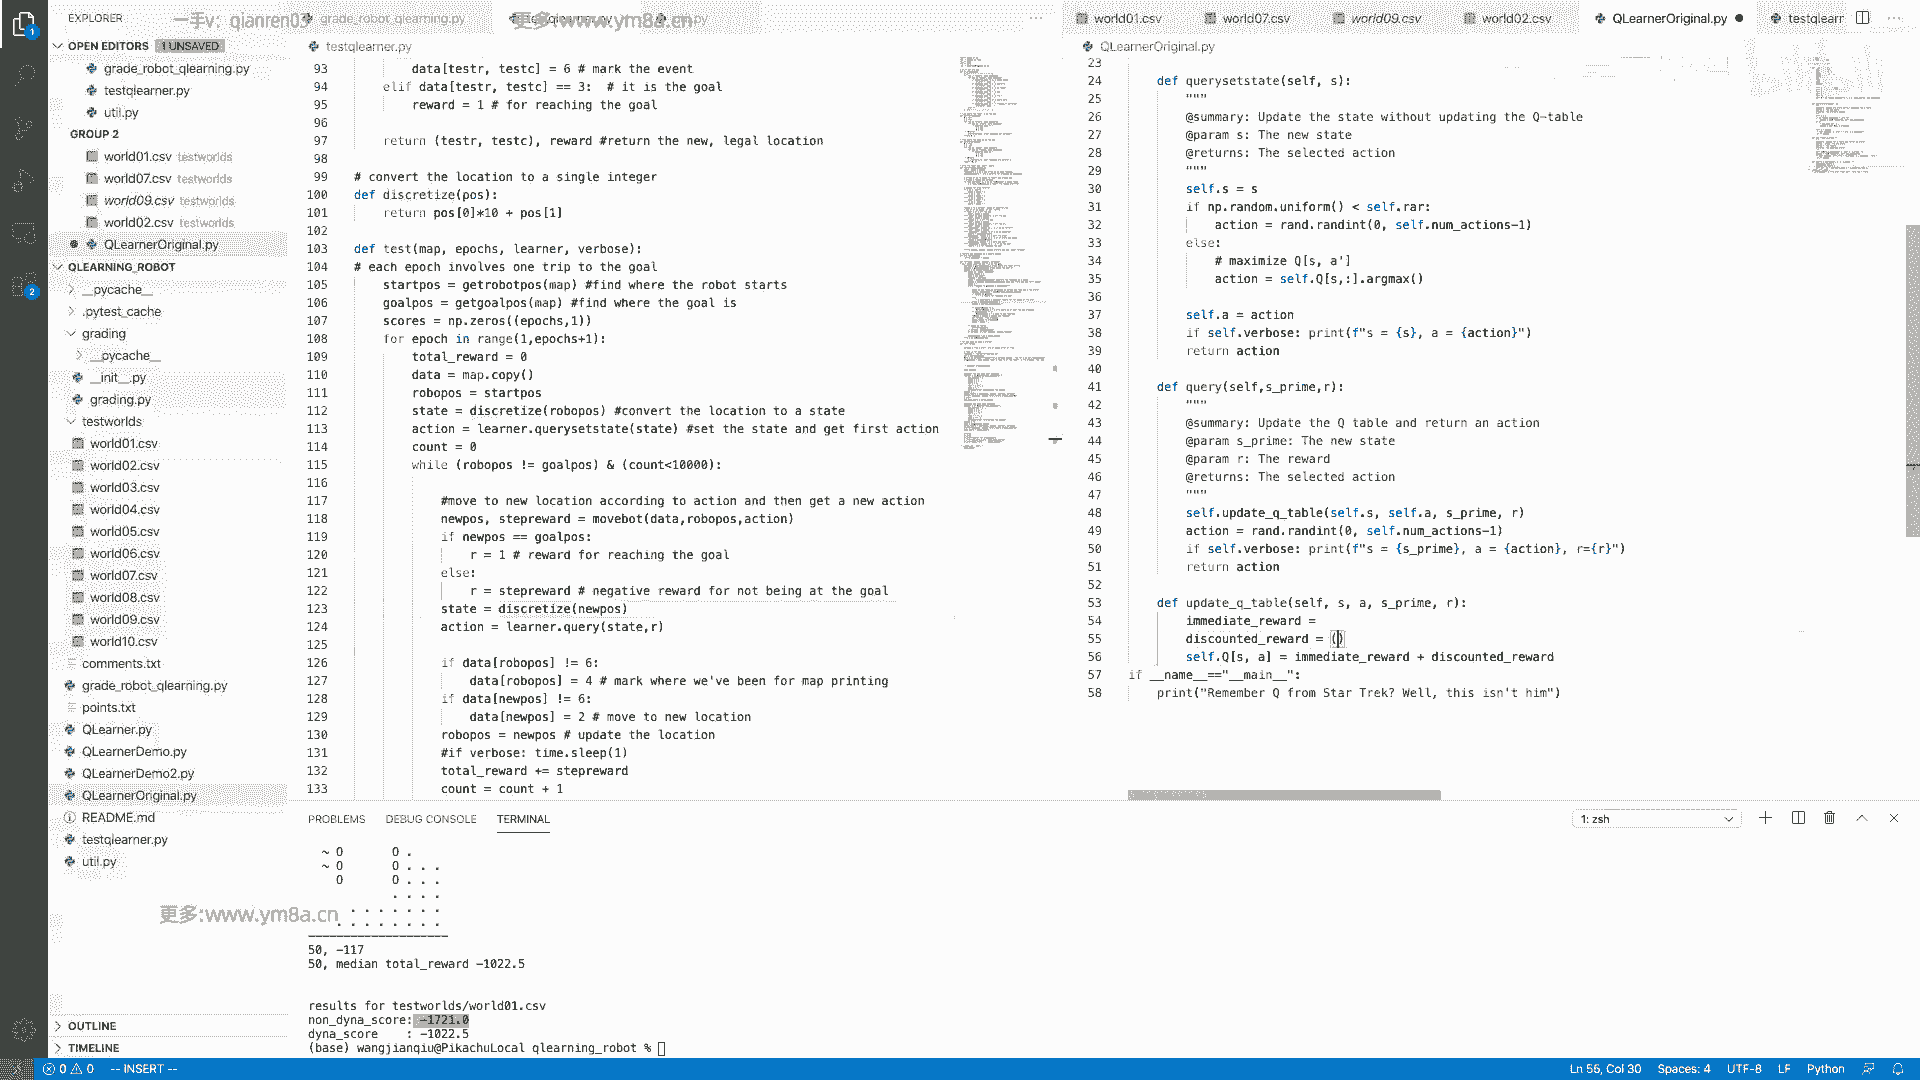 EXPLORER
一手v：qianren03
grade_robot_qlearning.py
更多:www.ym8a.cn
world01.csv
world07.csv
world09.csv
world02.csv
QLearnerOriginal.py
testqlearr
OPEN EDITORS
1 UNSAVED
grade_robot_qlearning.py
testqlearner.py
util.py
GROUP 2
world01.csv testworlds
world07.csv testworlds
world09.csv testworlds
world02.csv testworlds
QLearnerOriginal.py
QLEARNING_ROBOT
__pycache__
.pytest_cache
grading
__pycache__
__init__.py
grading.py
testworlds
world01.csv
world02.csv
world03.csv
world04.csv
world05.csv
world06.csv
world07.csv
world08.csv
world09.csv
world10.csv
comments.txt
grade_robot_qlearning.py
points.txt
QLearner.py
QLearnerDemo.py
QLearnerDemo2.py
QLearnerOriginal.py
README.md
testqlearner.py
util.py
更多:www.ym8a.cn
OUTLINE
TIMELINE
testqlearner.py
93 data[testr, testc] = 6 # mark the event
94 elif data[testr, testc] == 3:  # it is the goal
95 reward = 1 # for reaching the goal
96
97 return (testr, testc), reward #return the new, legal location
98
99 # convert the location to a single integer
100 def discretize(pos):
101 return pos[0]*10 + pos[1]
102
103 def test(map, epochs, learner, verbose):
104 # each epoch involves one trip to the goal
105 startpos = getrobotpos(map) #find where the robot starts
106 goalpos = getgoalpos(map) #find where the goal is
107 scores = np.zeros((epochs,1))
108 for epoch in range(1,epochs+1):
109 total_reward = 0
110 data = map.copy()
111 robopos = startpos
112 state = discretize(robopos) #convert the location to a state
113 action = learner.querysetstate(state) #set the state and get first action
114 count = 0
115 while (robopos != goalpos) & (count<10000):
116
117 #move to new location according to action and then get a new action
118 newpos, stepreward = movebot(data,robopos,action)
119 if newpos == goalpos:
120 r = 1 # reward for reaching the goal
121 else:
122 r = stepreward # negative reward for not being at the goal
123 state = discretize(newpos)
124 action = learner.query(state,r)
125
126 if data[robopos] != 6:
127 data[robopos] = 4 # mark where we've been for map printing
128 if data[newpos] != 6:
129 data[newpos] = 2 # move to new location
130 robopos = newpos # update the location
131 #if verbose: time.sleep(1)
132 total_reward += stepreward
133 count = count + 1
QLearnerOriginal.py
23
24 def querysetstate(self, s):
25 """
26 @summary: Update the state without updating the Q-table
27 @param s: The new state
28 @returns: The selected action
29 """
30 self.s = s
31 if np.random.uniform() < self.rar:
32 action = rand.randint(0, self.num_actions-1)
33 else:
34 # maximize Q[s, a']
35 action = self.Q[s,:].argmax()
36
37 self.a = action
38 if self.verbose: print(f"s = {s}, a = {action}")
39 return action
40
41 def query(self,s_prime,r):
42 """
43 @summary: Update the Q table and return an action
44 @param s_prime: The new state
45 @param r: The reward
46 @returns: The selected action
47 """
48 self.update_q_table(self.s, self.a, s_prime, r)
49 action = rand.randint(0, self.num_actions-1)
50 if self.verbose: print(f"s = {s_prime}, a = {action}, r={r}")
51 return action
52
53 def update_q_table(self, s, a, s_prime, r):
54 immediate_reward =
55 discounted_reward = ()
56 self.Q[s, a] = immediate_reward + discounted_reward
57 if __name__=="__main__":
58 print("Remember Q from Star Trek? Well, this isn't him")
PROBLEMS DEBUG CONSOLE TERMINAL
1: zsh
~ O O .
~ O O . . .
O O . . .
. . . .
. . . . . . .
. . . . . . . .
--------------------
50, -117
50, median total_reward -1022.5
results for testworlds/world01.csv
non_dyna_score: -1721.0
dyna_score    : -1022.5
(base) wangjianqiu@PikachuLocal qlearning_robot %
0 0 -- INSERT --
Ln 55, Col 30 Spaces: 4 UTF-8 LF Python